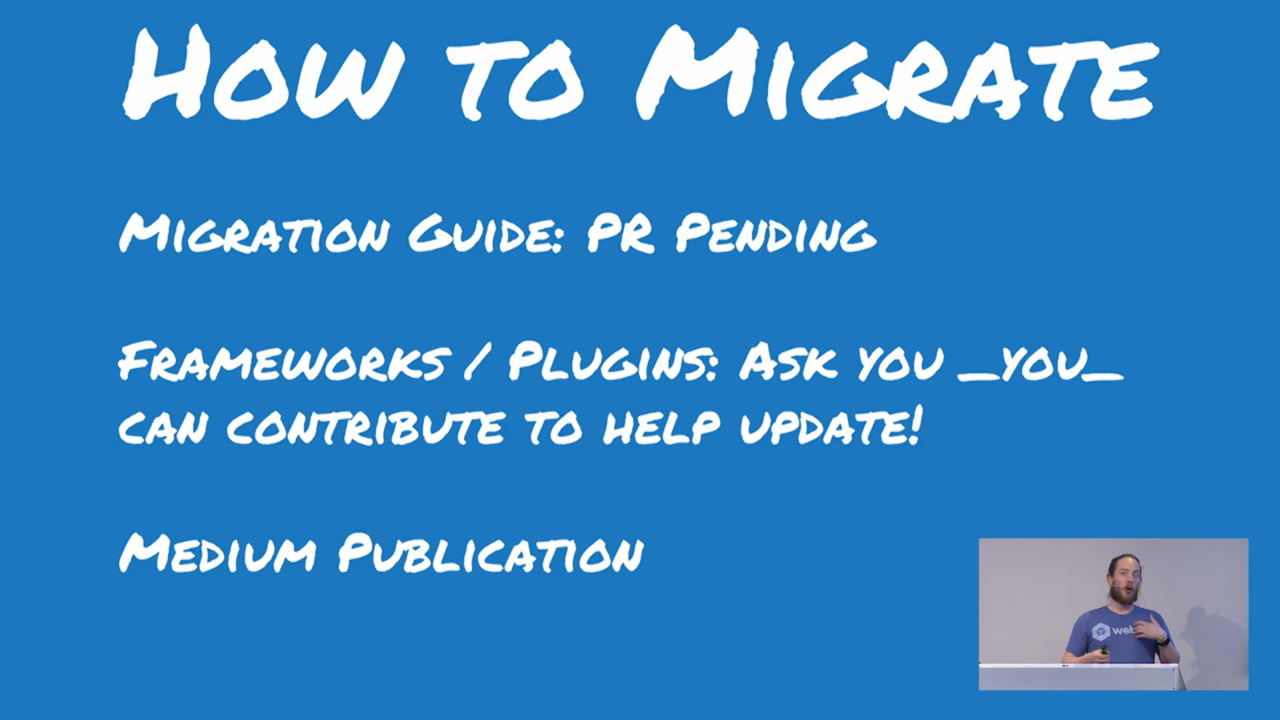 How to Migrate
Migration Guide: PR Pending
Frameworks / Plugins: Ask you _you_
can contribute to help update!
Medium Publication
web